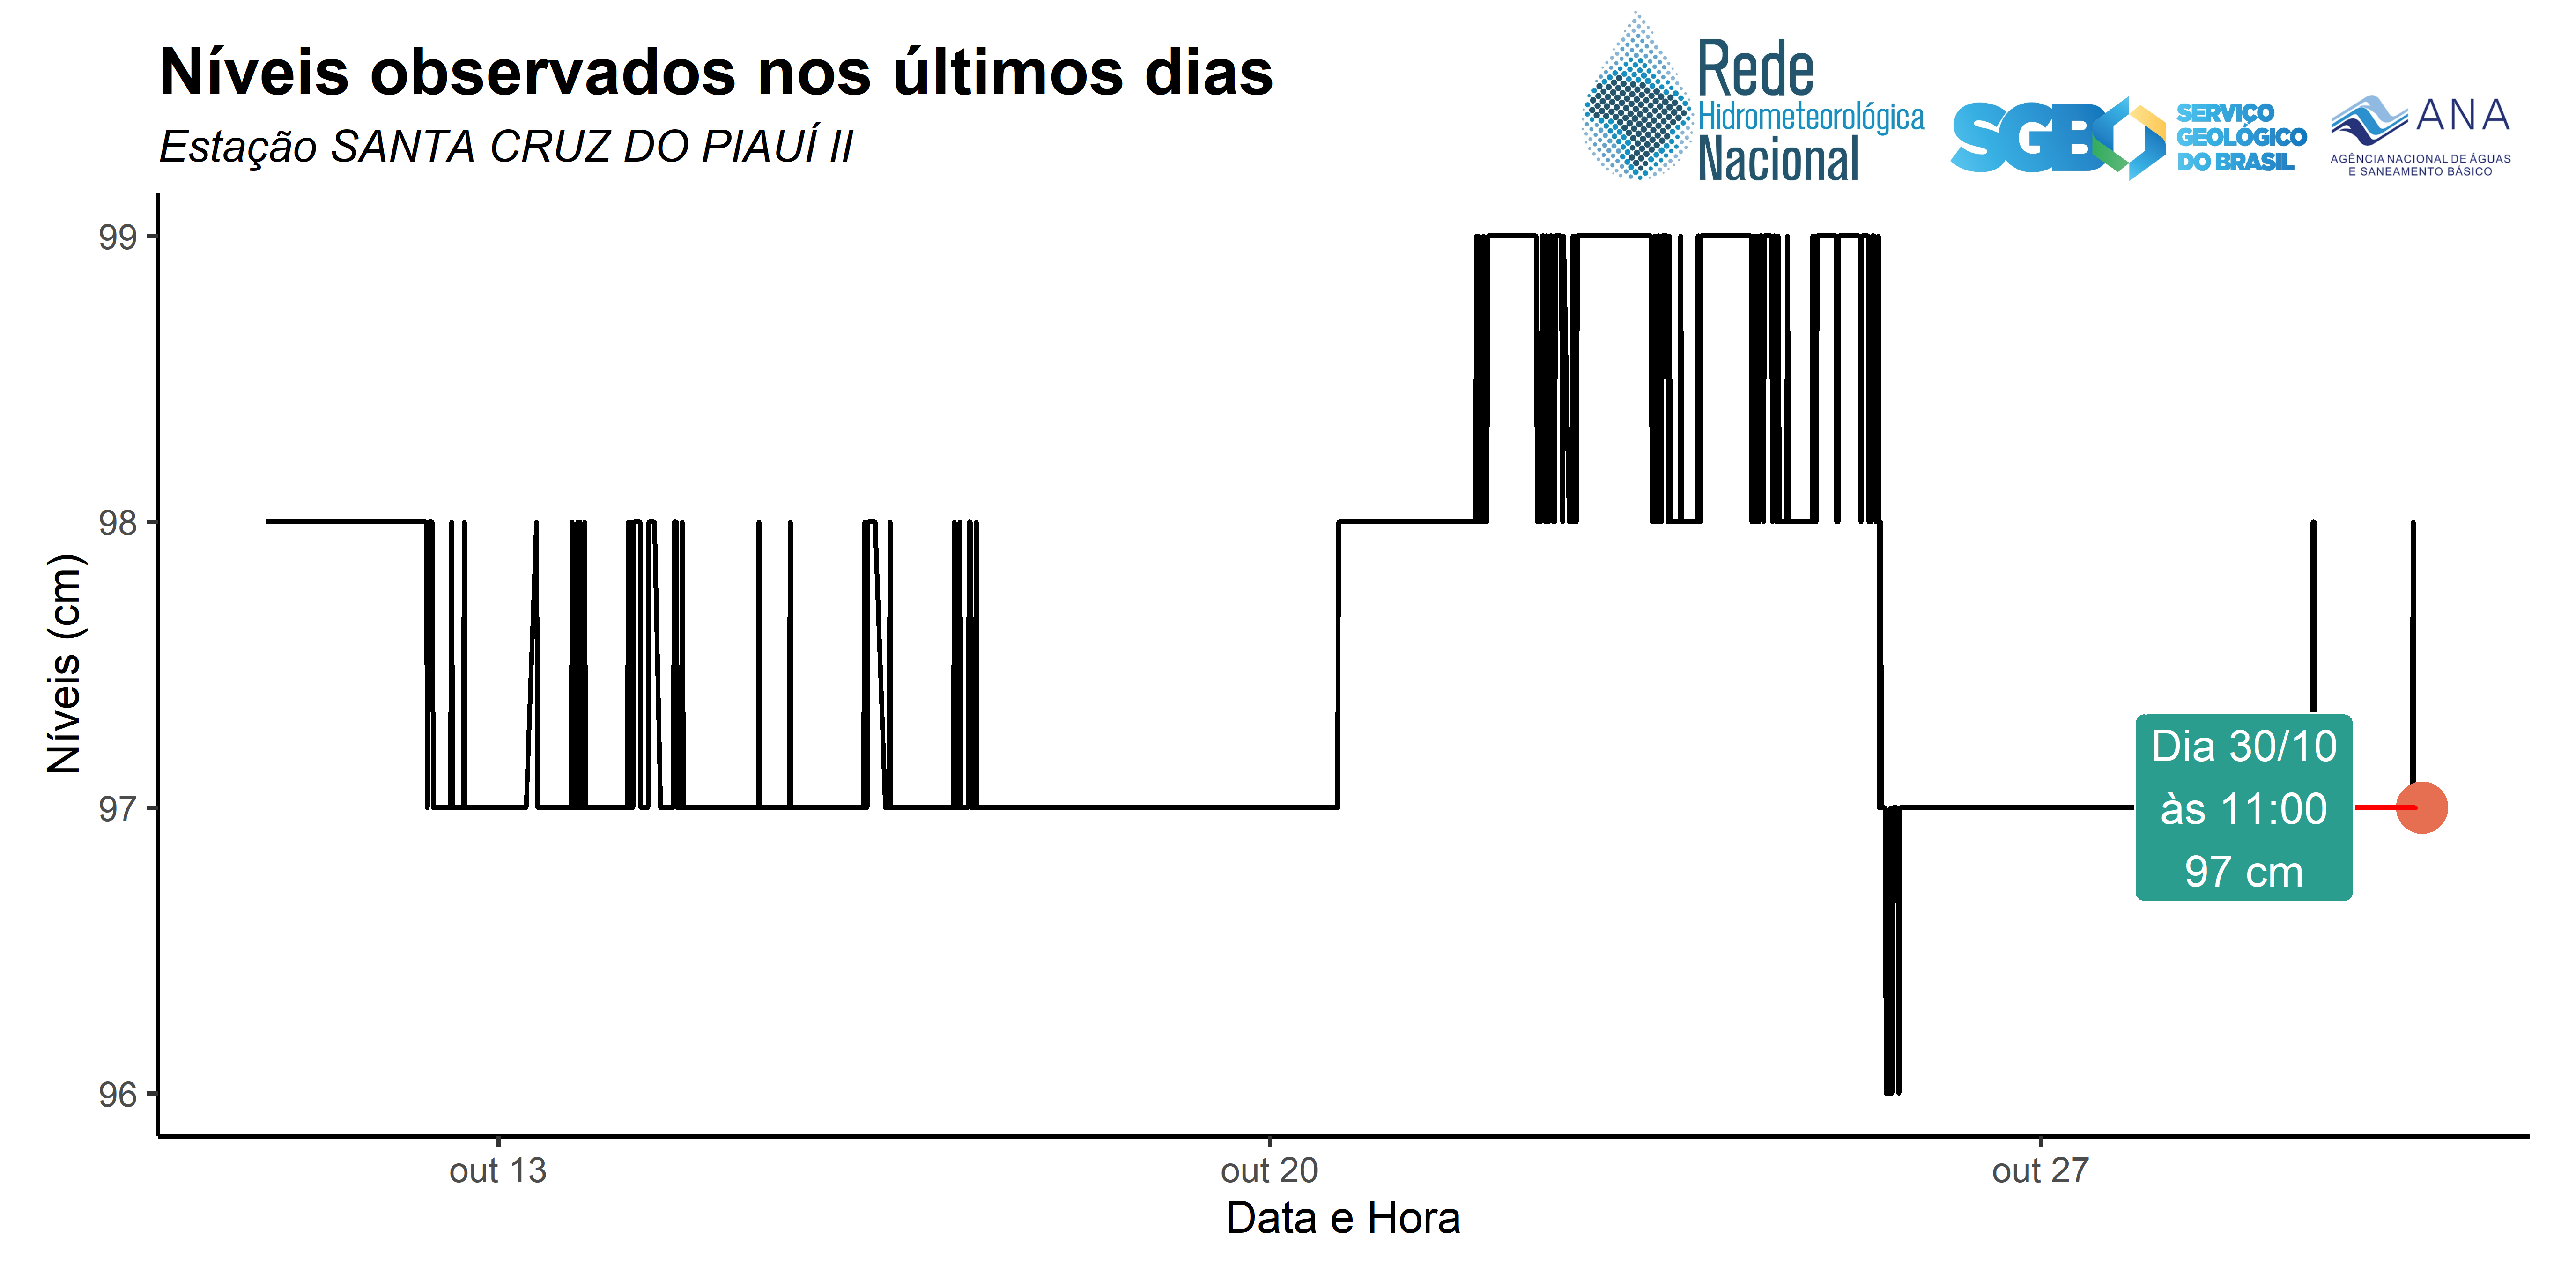 Níveis observados nos últimos dias
Estação SANTA CRUZ DO PIAUÍ II
Rede
Hidrometeorológica
Nacional
SGB
SERVIÇO
GEOLÓGICO
DO BRASIL
ANA
AGÊNCIA NACIONAL DE ÁGUAS
E SANEAMENTO BÁSICO
Níveis (cm)
99
98
97
96
Dia 30/10
às 11:00
97 cm
out 13
out 20
out 27
Data e Hora